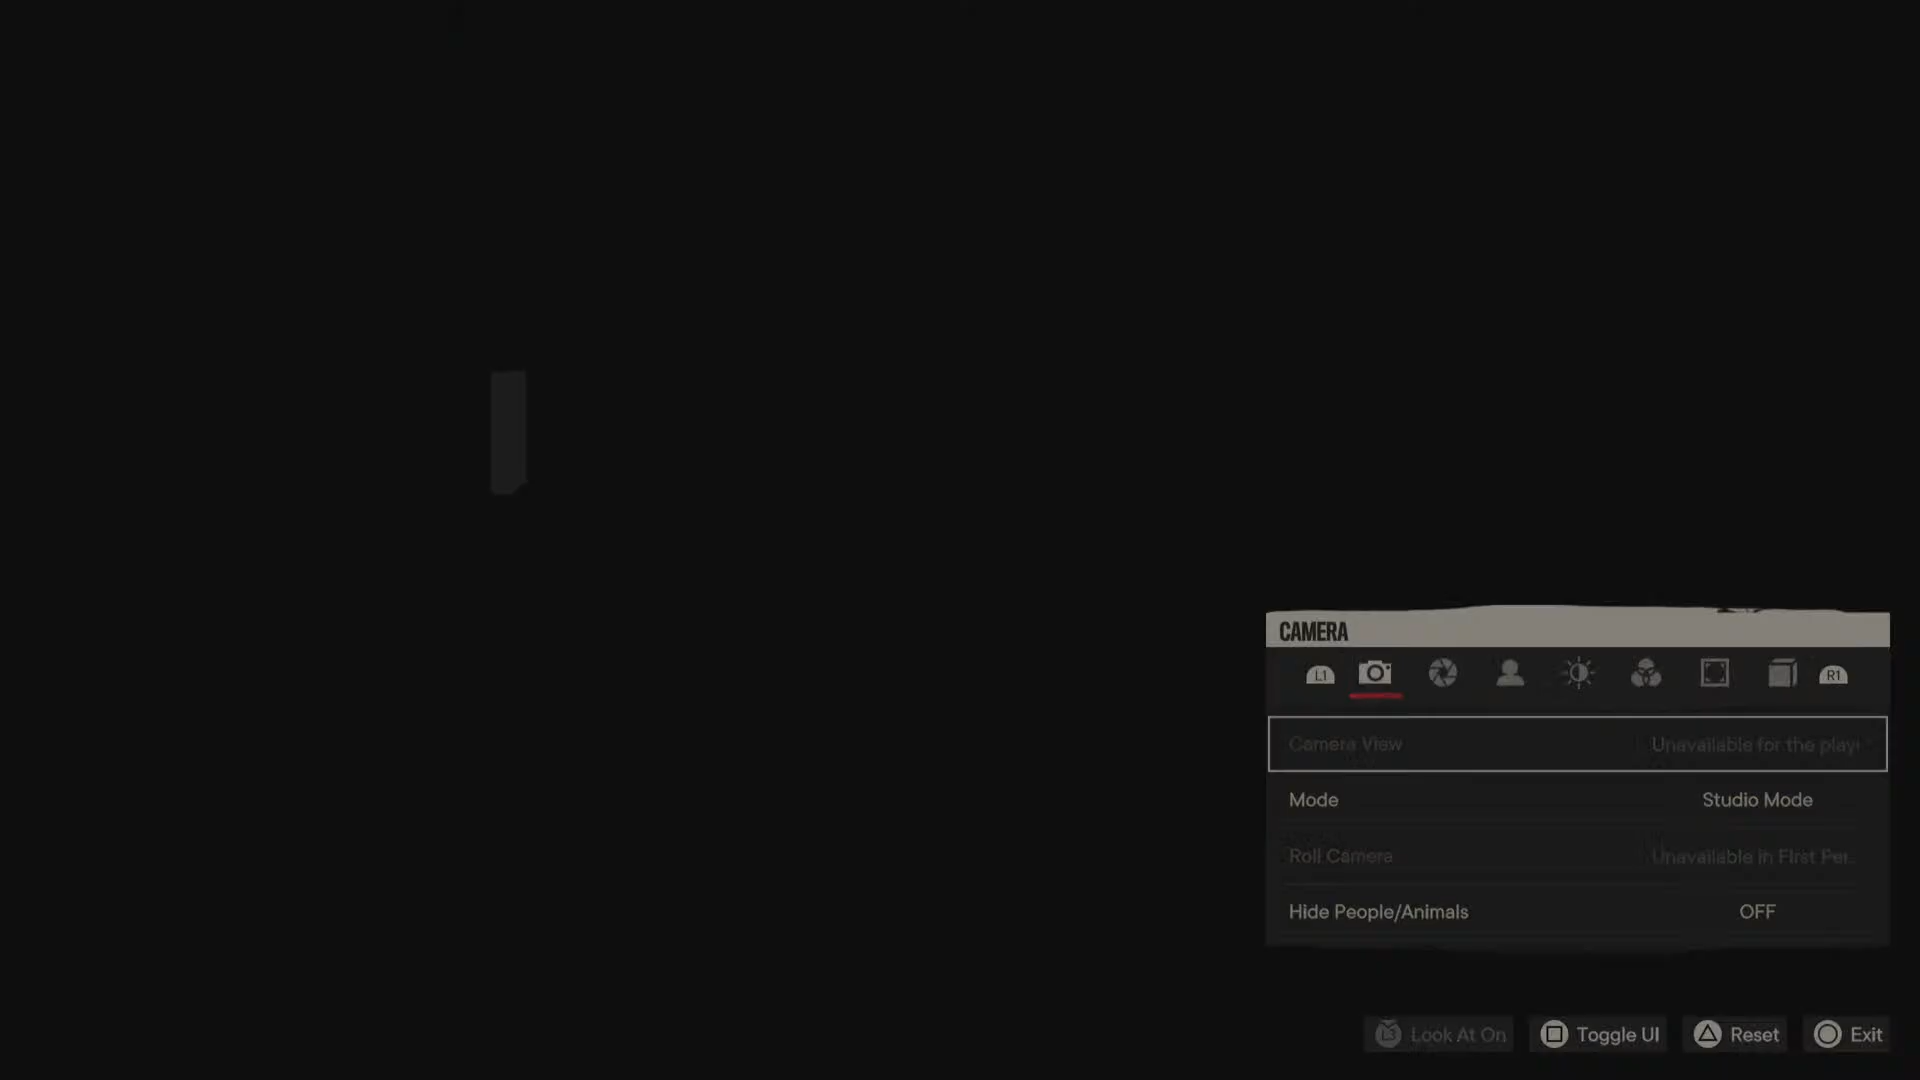 CAMERA
L1 R1
Camera View Unavailable for the play
Mode Studio Mode
Roll Camera Unavailable in First Per...
Hide People/Animals OFF
L3 Look At On Toggle UI Reset Exit